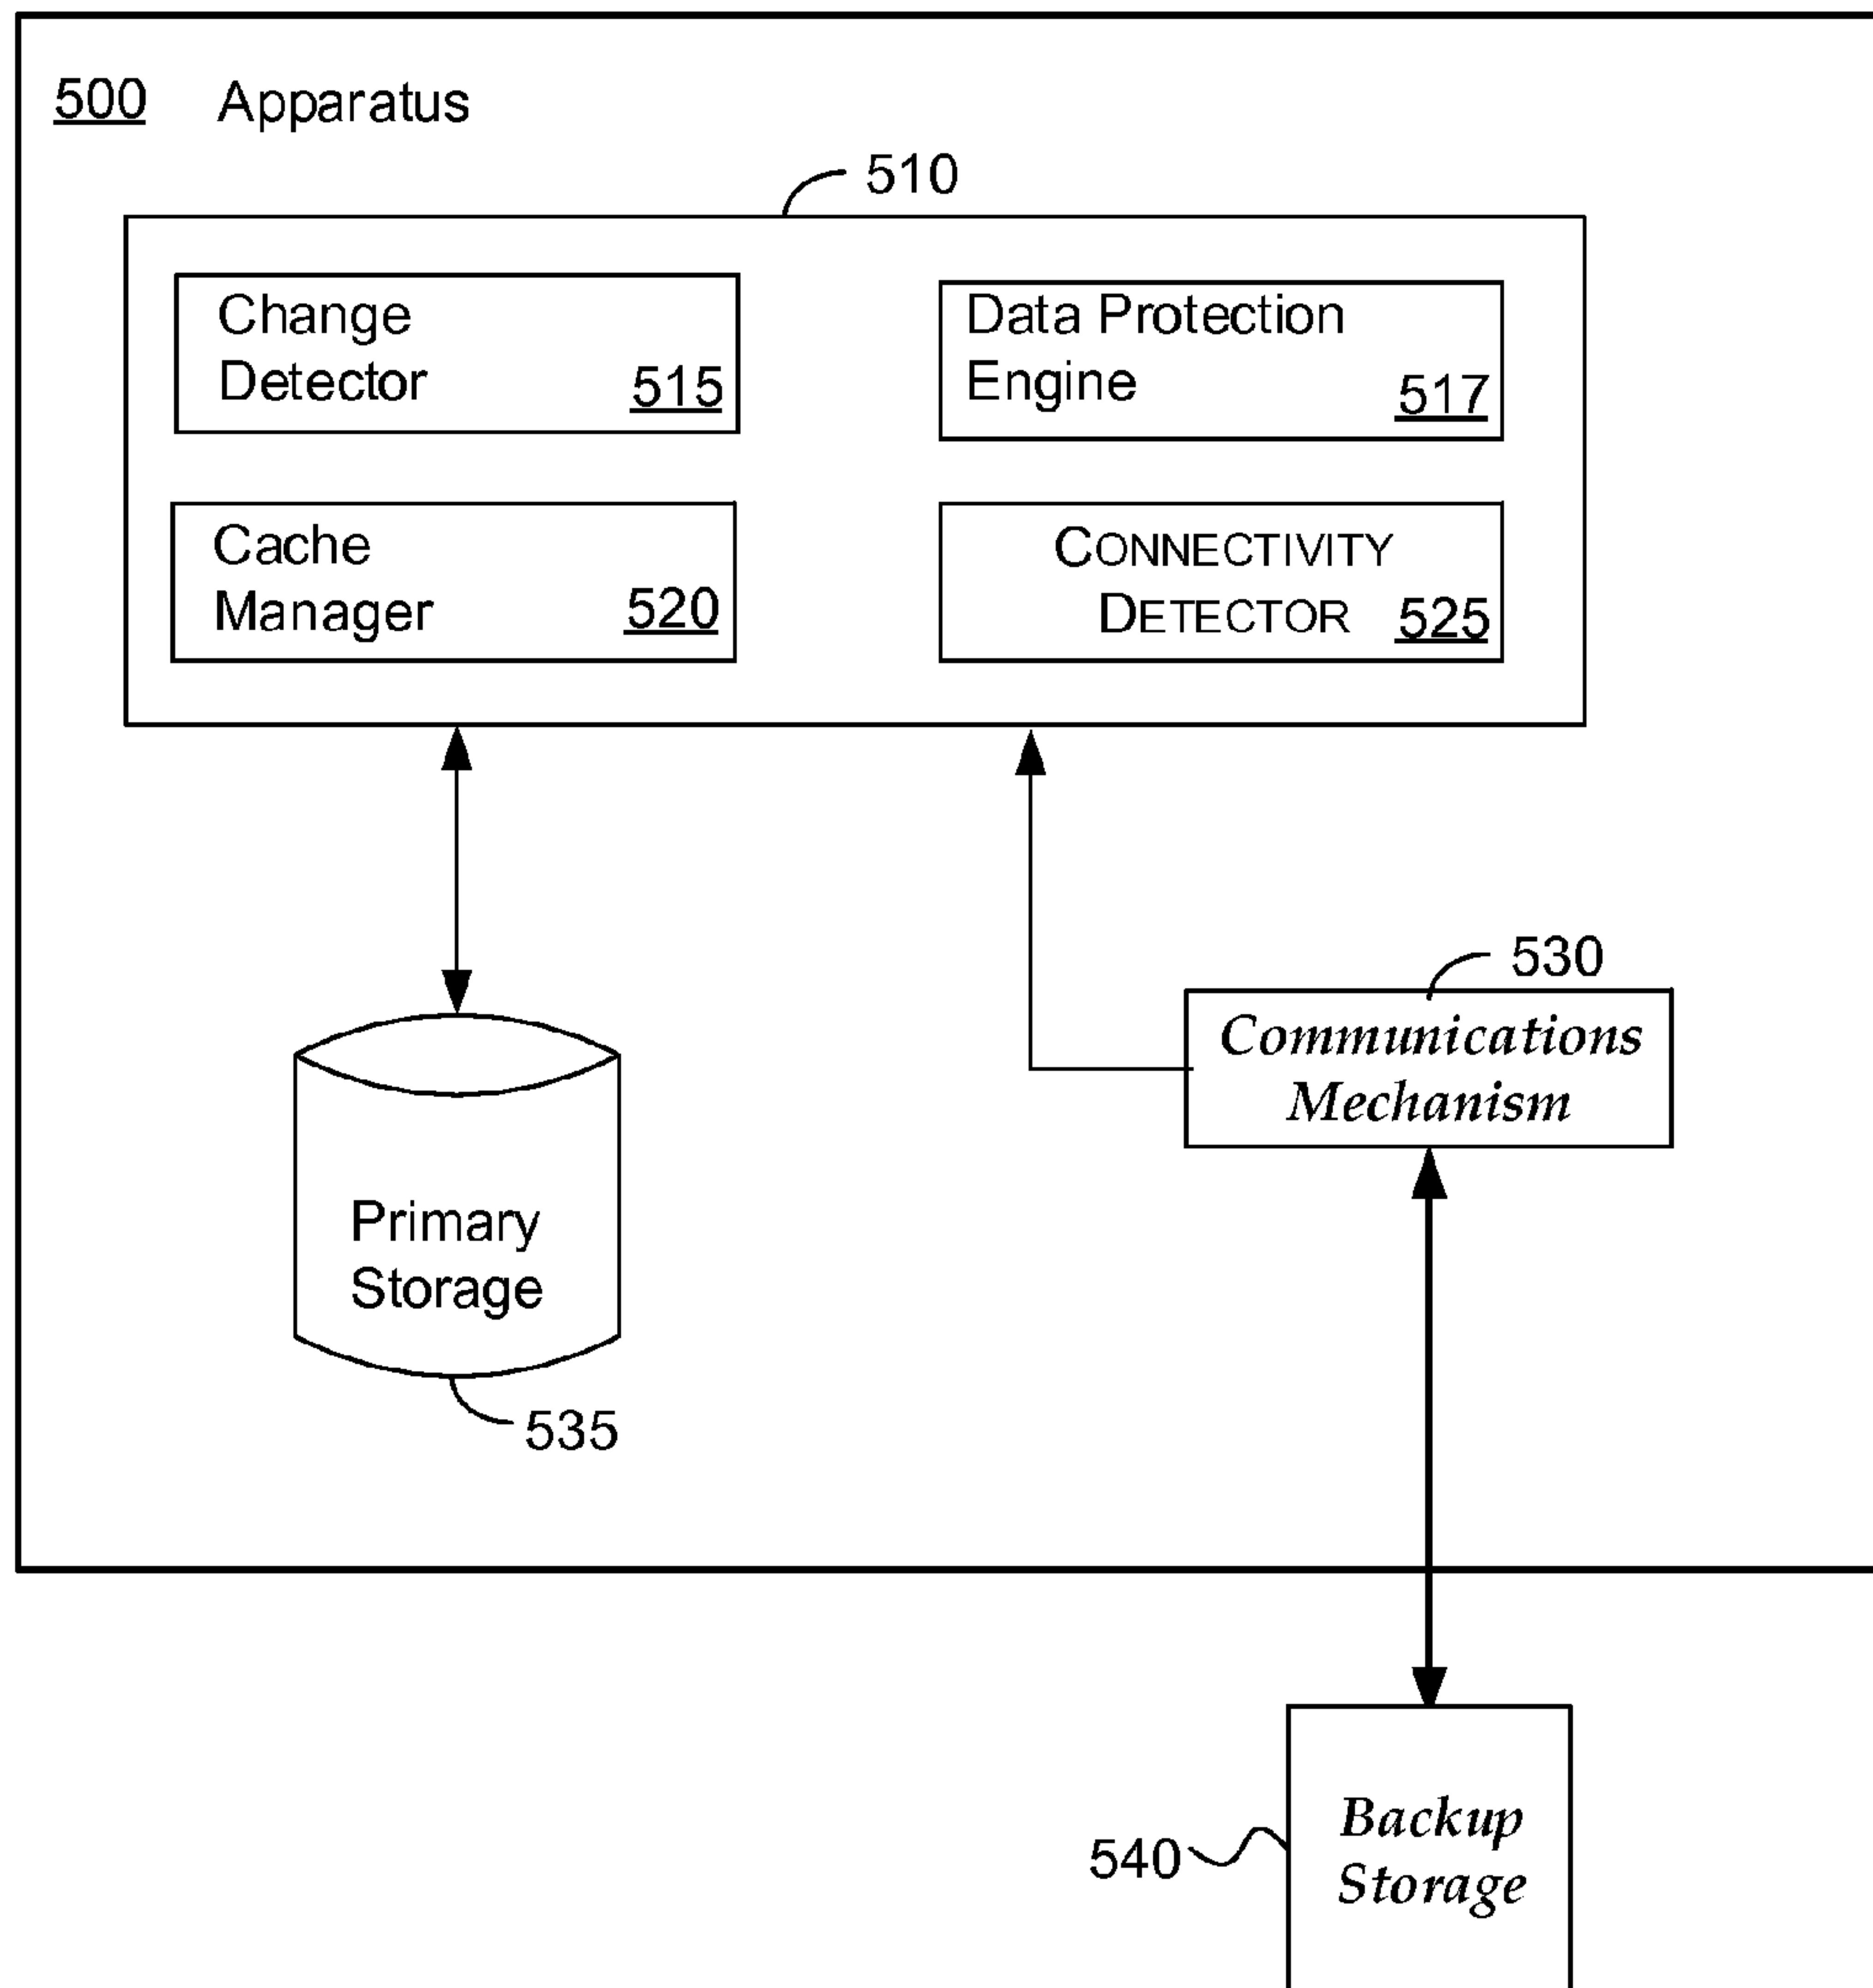 500 Apparatus
510
Change
Detector 515
Data Protection
Engine 517
Cache
Manager 520
CONNECTIVITY
DETECTOR 525
530
Communications
Mechanism
Primary
Storage
535
540
Backup
Storage